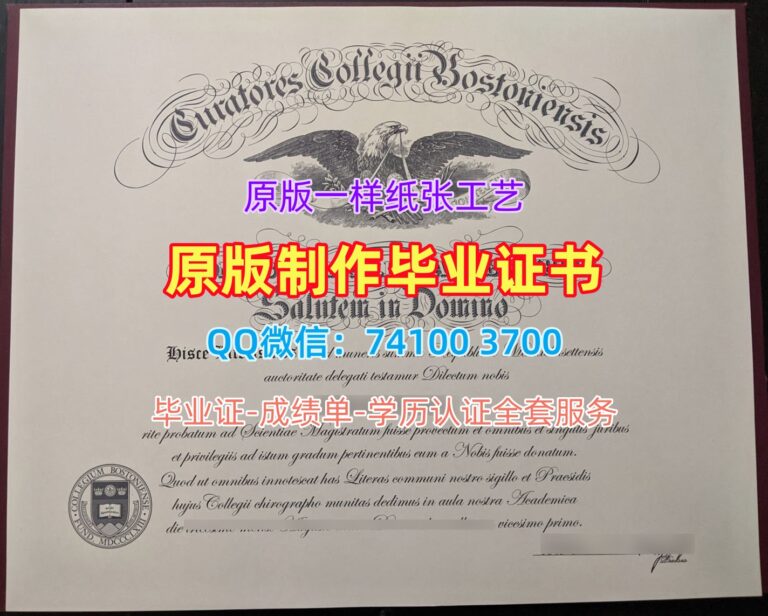 Curatores Collegii Bostoniensis
原版一样纸张工艺
原版制作毕业证书
Salutem in Domino
QQ微信：74100.3700
Hisce
auctoritate delegati testamur Dilectum nobis
毕业证-成绩单-学历认证全套服务
rite probatum ad Scientiae Magistratum fuisse provectum et omnibus et singulis juribus
et privilegiis ad istum gradum pertinentibus eum a Nobis fuisse donatum.
Quod ut omnibus innotescat has Literas communi nostro sigillo et Praesidis
hujus Collegii chirographo munitas dedimus in aula nostra Academica
die vicesimo primo.
COLLEGIUM BOSTONIENSE
FUND. MDCCCLXIII